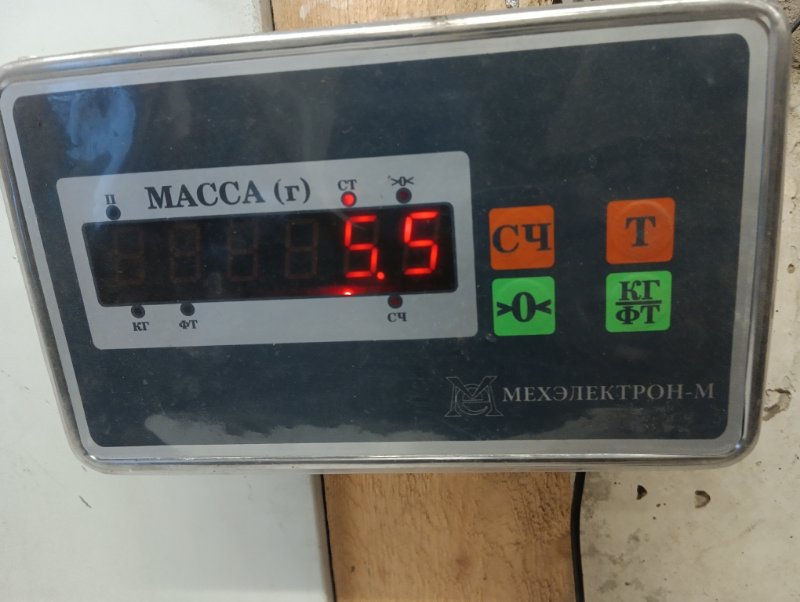 П МАССА (г) СТ >0<
5.5
КГ ФТ СЧ
СЧ Т
>0< КГ/ФТ
МЕХЭЛЕКТРОН-М